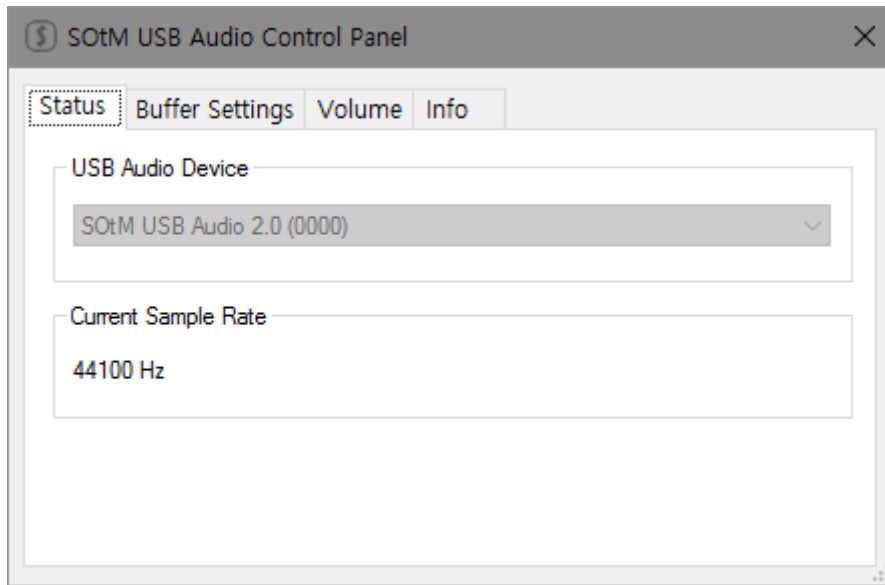 SOtM USB Audio Control Panel
Status Buffer Settings Volume Info
USB Audio Device
SOtM USB Audio 2.0 (0000)
Current Sample Rate
44100 Hz